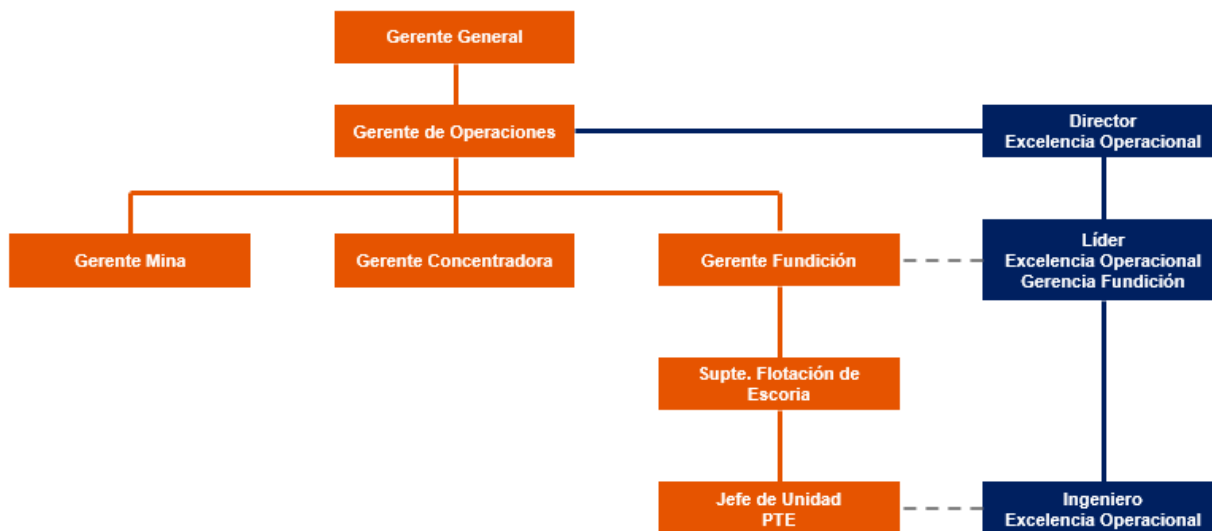 Gerente General
Gerente de Operaciones
Director
Excelencia Operacional
Gerente Mina
Gerente Concentradora
Gerente Fundición
Líder
Excelencia Operacional
Gerencia Fundición
Supte. Flotación de
Escoria
Jefe de Unidad
PTE
Ingeniero
Excelencia Operacional